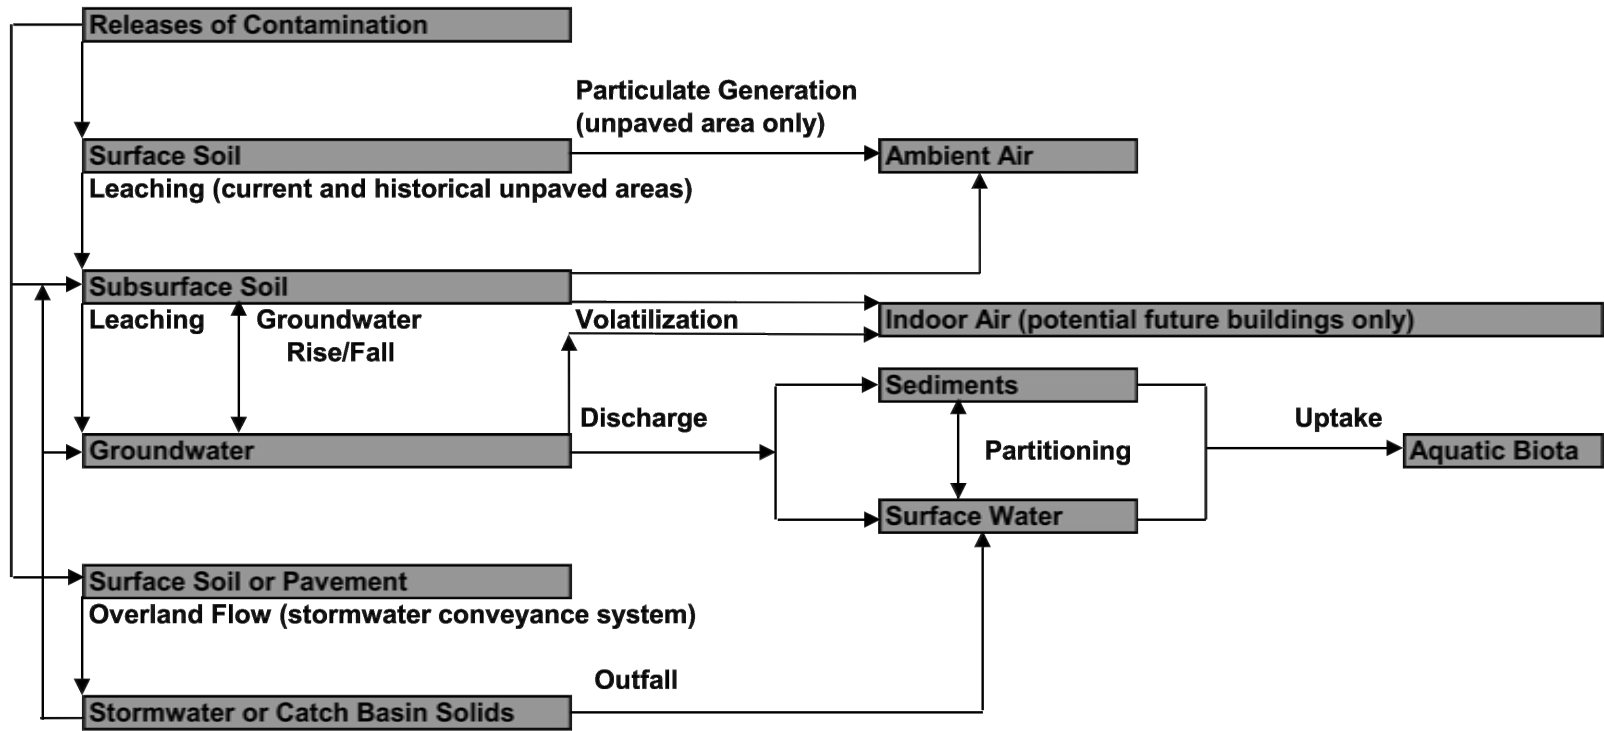 Releases of Contamination
Particulate Generation
(unpaved area only)
Surface Soil
Ambient Air
Leaching (current and historical unpaved areas)
Subsurface Soil
Leaching
Groundwater
Rise/Fall
Volatilization
Indoor Air (potential future buildings only)
Sediments
Discharge
Uptake
Groundwater
Partitioning
Aquatic Biota
Surface Water
Surface Soil or Pavement
Overland Flow (stormwater conveyance system)
Outfall
Stormwater or Catch Basin Solids